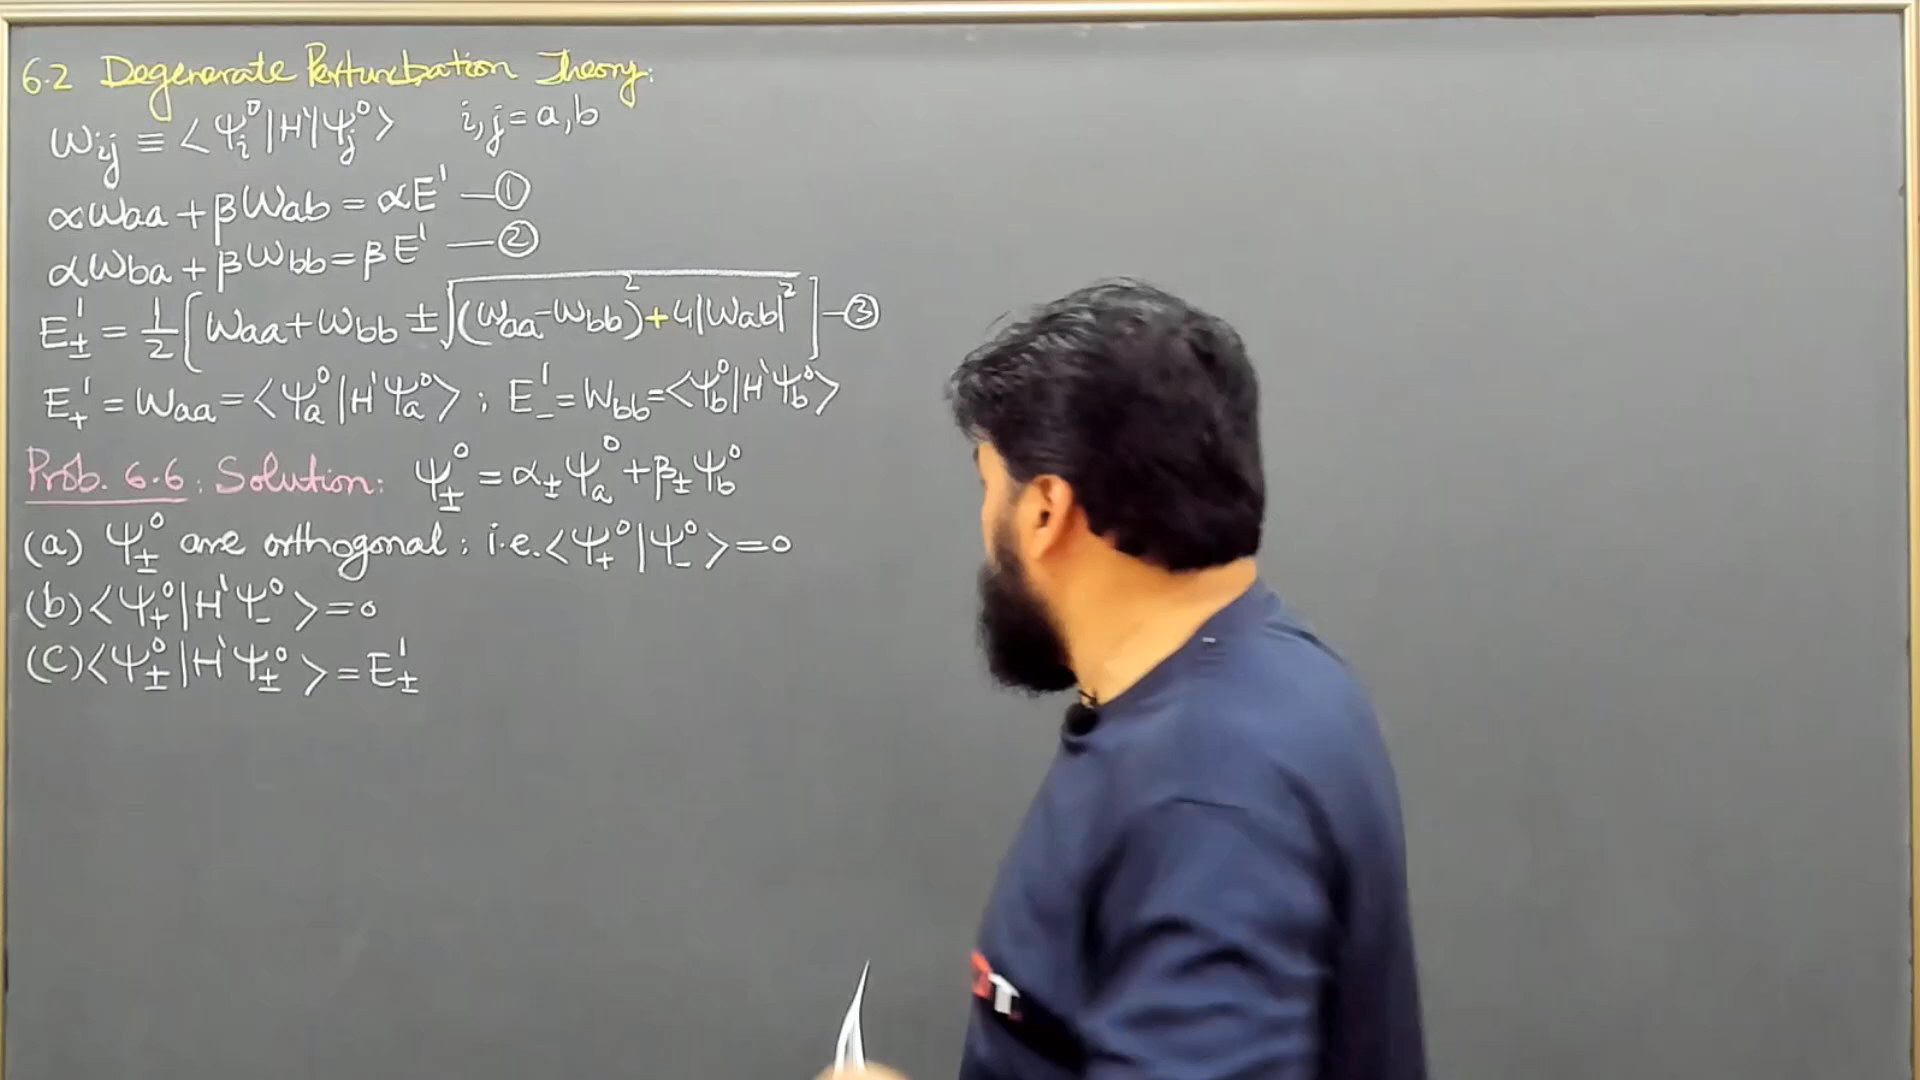 6.2 Degenerate Perturbation Theory:
Wij ≡ <Ψi⁰|H'|Ψj⁰> i,j = a,b
αWaa + βWab = αE¹ —①
αWba + βWbb = βE¹ —②
E±¹ = 1/2 [Waa + Wbb ± √((Waa - Wbb)² + 4|Wab|²)] —③
E+¹ = Waa = <Ψa⁰|H'Ψa⁰> ; E-¹ = Wbb = <Ψb⁰|H'Ψb⁰>
Prob. 6.6: Solution: Ψ±⁰ = α± Ψa⁰ + β± Ψb⁰
(a) Ψ±⁰ are orthogonal; i.e. <Ψ+⁰|Ψ-⁰> = 0
(b) <Ψ+⁰|H'Ψ-⁰> = 0
(c) <Ψ±⁰|H'Ψ±⁰> = E±¹